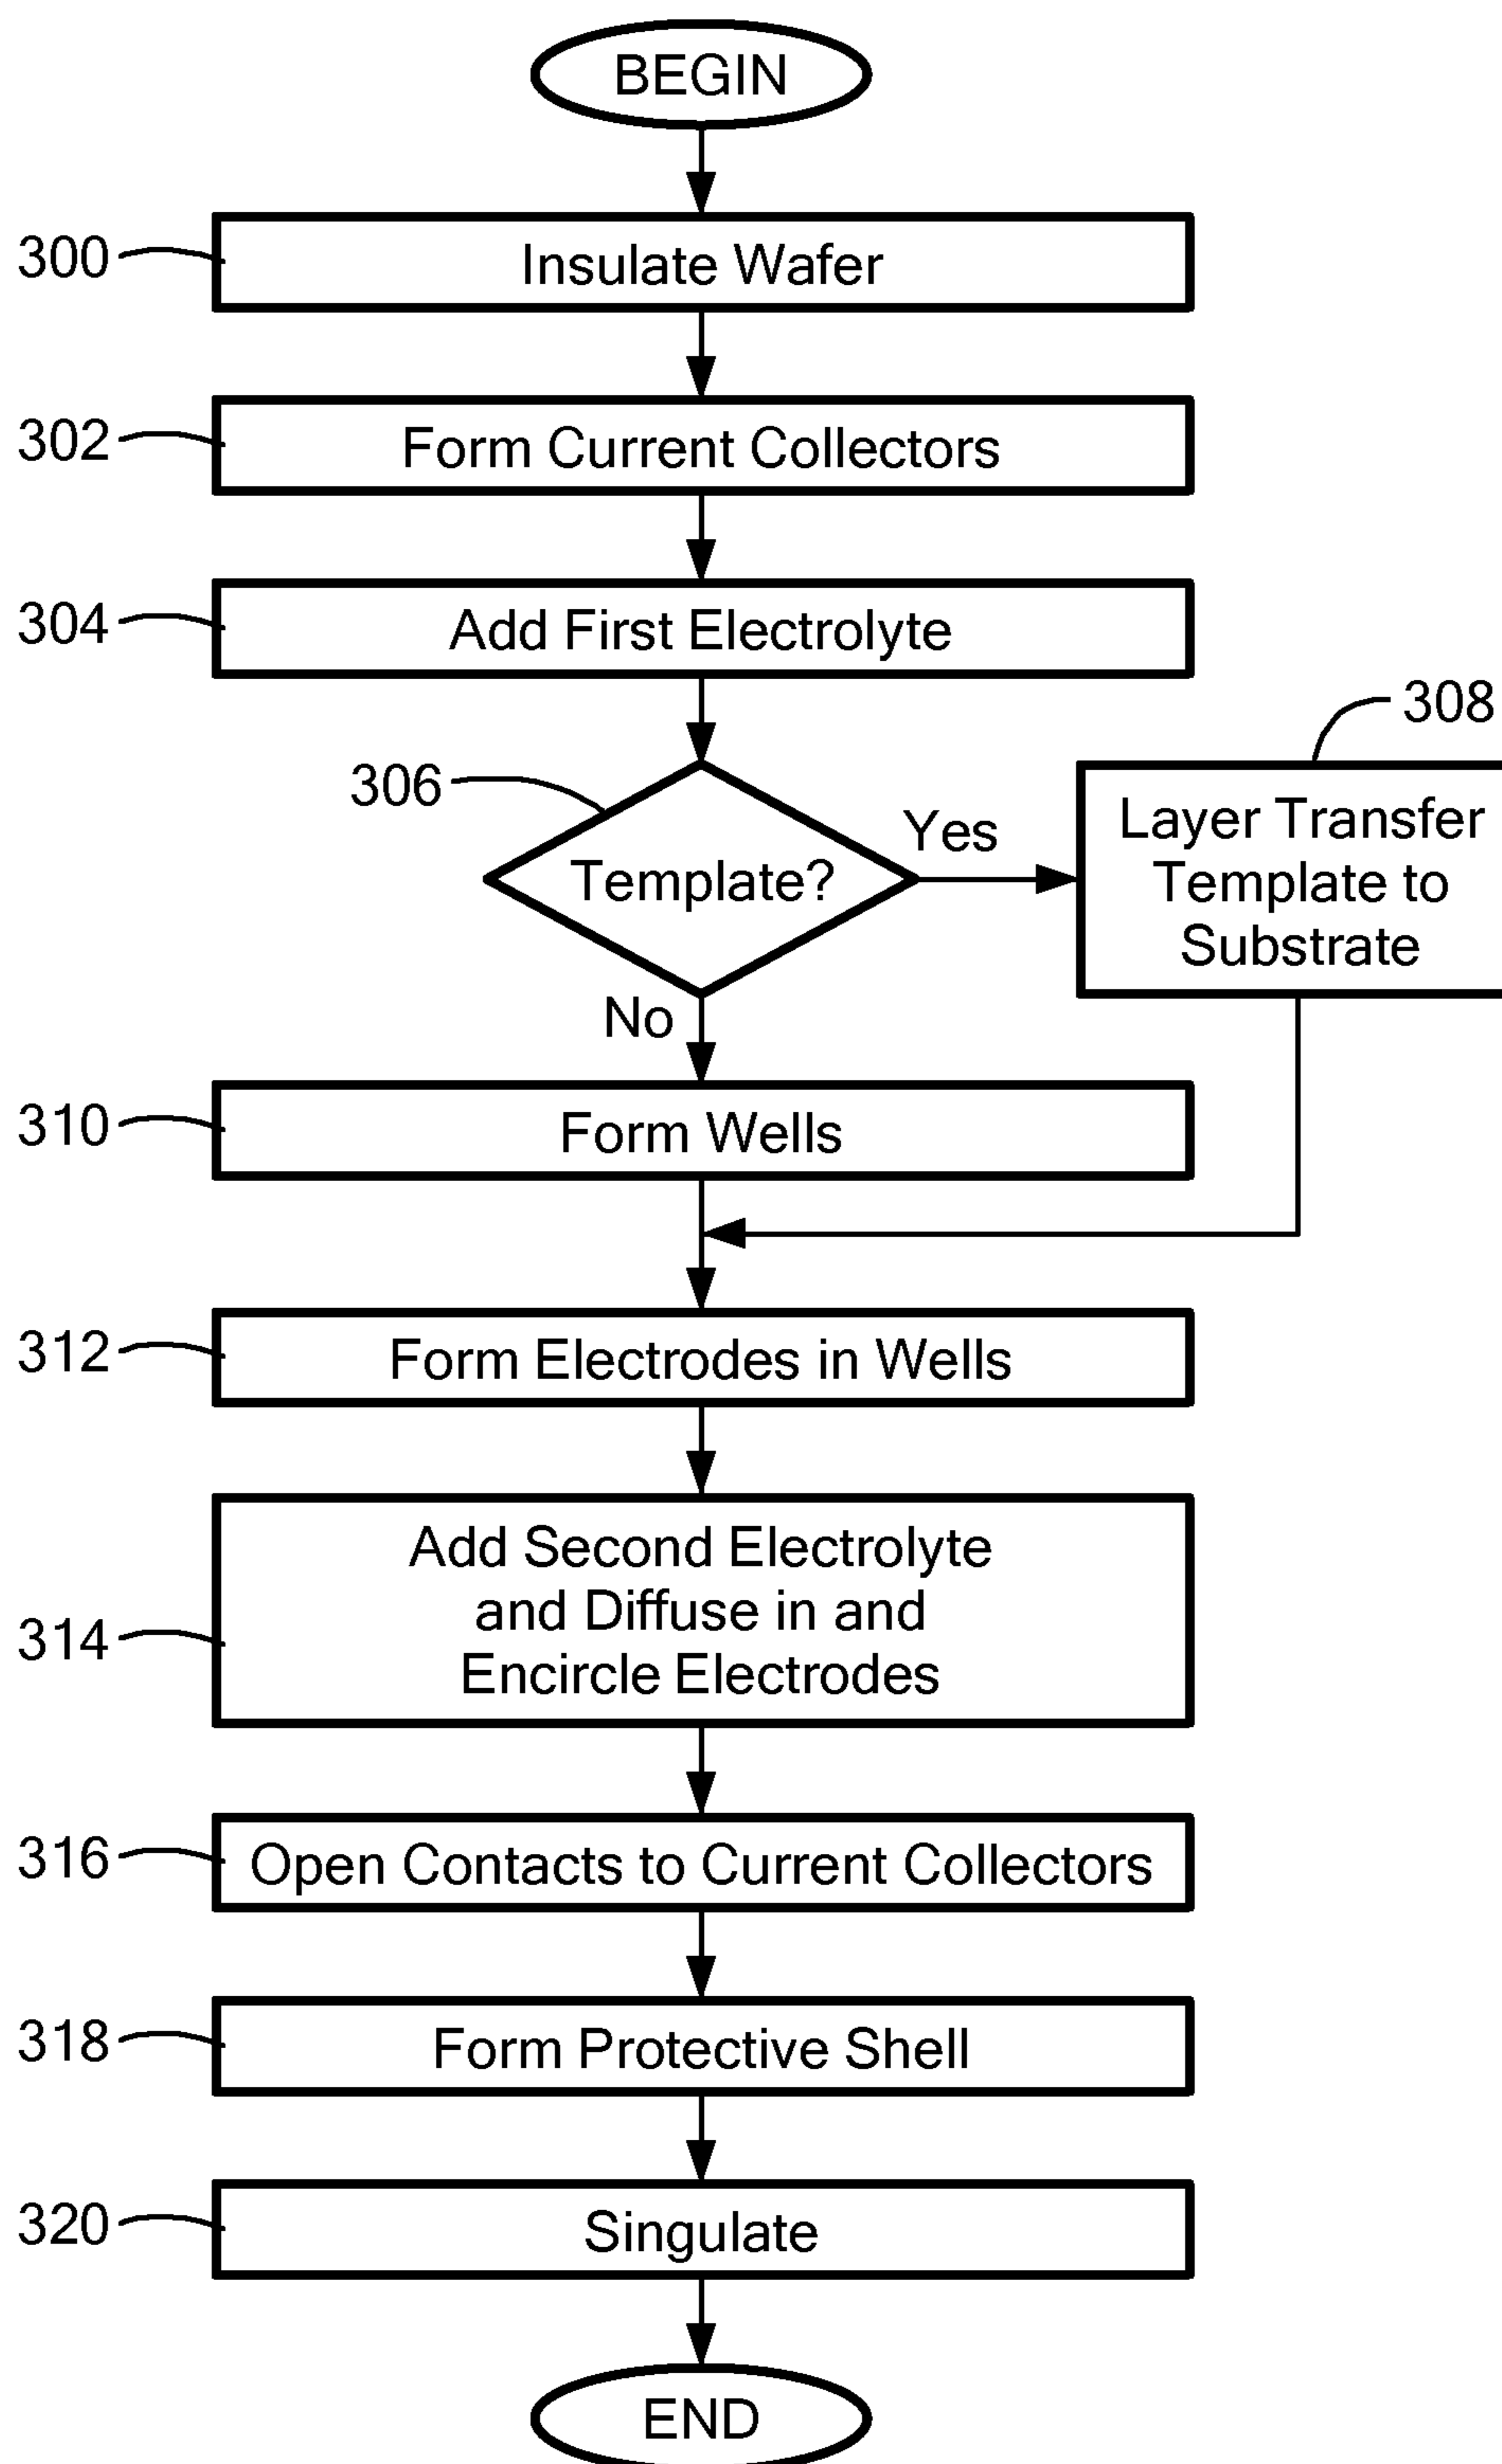 BEGIN
300
Insulate Wafer
302
Form Current Collectors
304
Add First Electrolyte
306
Template?
Yes
308
Layer Transfer
Template to
Substrate
No
310
Form Wells
312
Form Electrodes in Wells
314
Add Second Electrolyte
and Diffuse in and
Encircle Electrodes
316
Open Contacts to Current Collectors
318
Form Protective Shell
320
Singulate
END